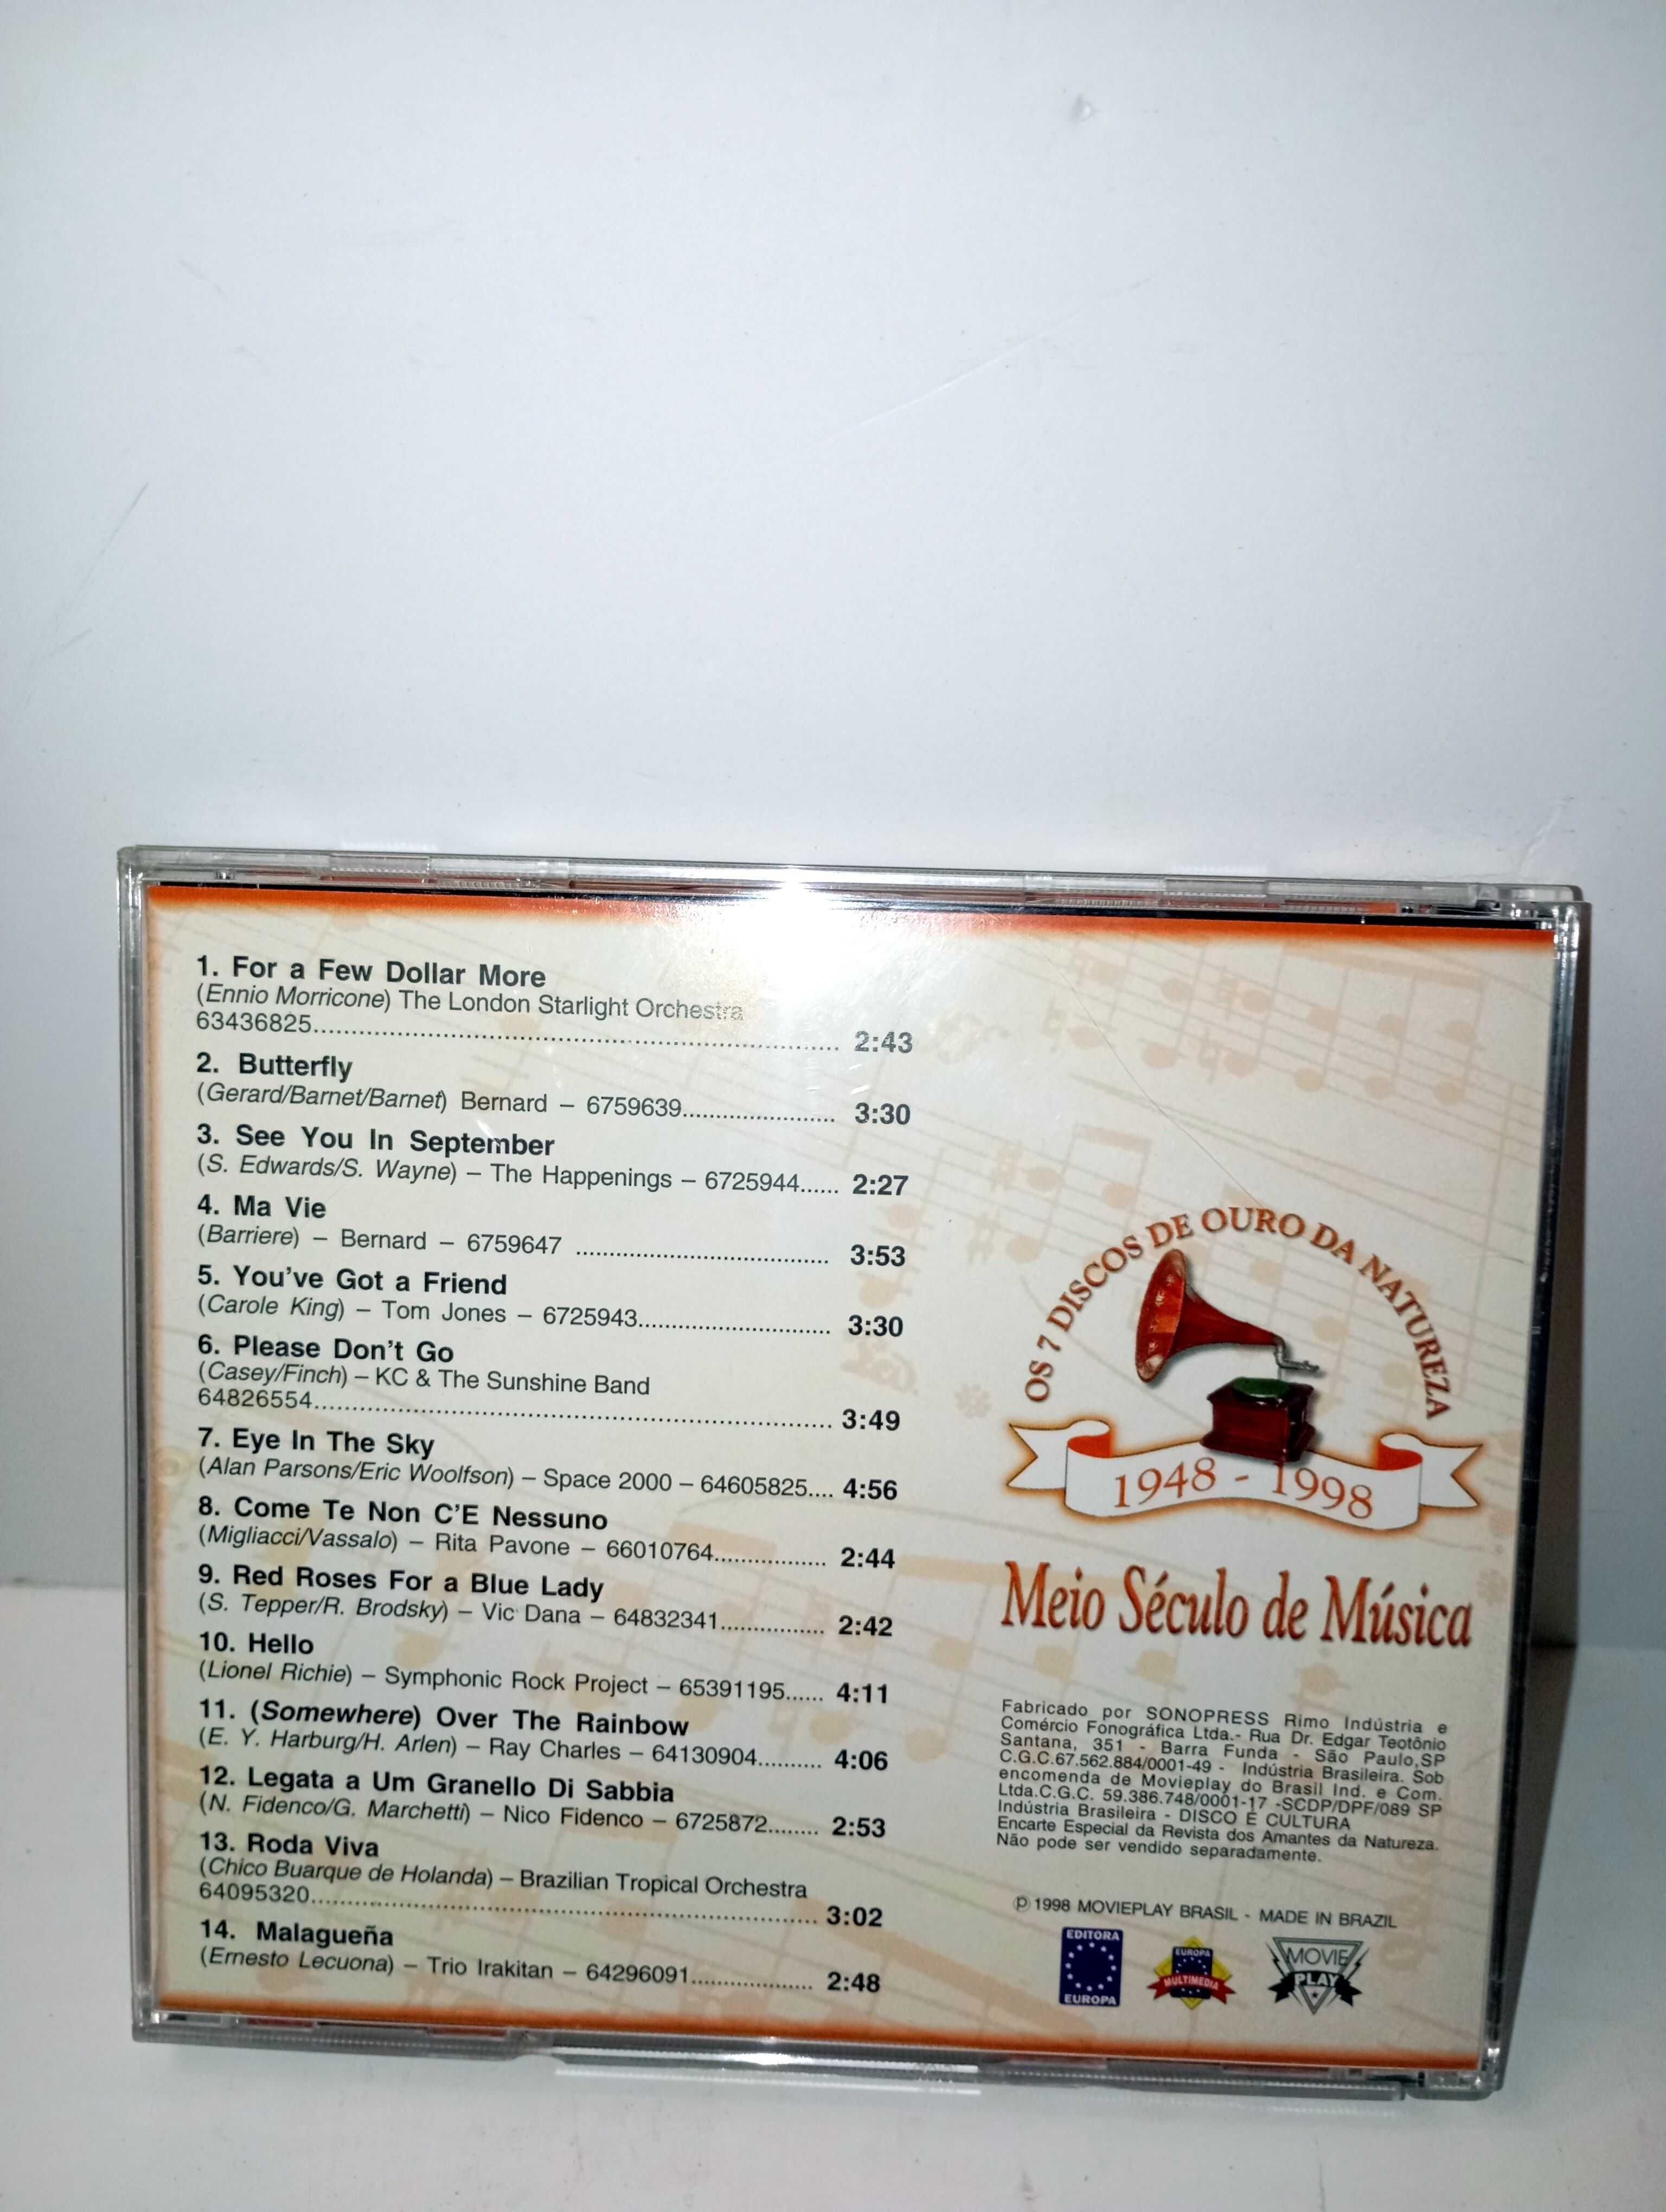 1. For a Few Dollar More
(Ennio Morricone) The London Starlight Orchestra
63436825.......... 2:43
2. Butterfly
(Gerard/Barnet/Barnet) Bernard – 6759639.......... 3:30
3. See You In September
(S. Edwards/S. Wayne) – The Happenings – 6725944...... 2:27
4. Ma Vie
(Barriere) – Bernard – 6759647 .......... 3:53
5. You've Got a Friend
(Carole King) – Tom Jones – 6725943.......... 3:30
6. Please Don't Go
(Casey/Finch) – KC & The Sunshine Band
64826554.......... 3:49
7. Eye In The Sky
(Alan Parsons/Eric Woolfson) – Space 2000 – 64605825.... 4:56
8. Come Te Non C'E Nessuno
(Migliacci/Vassalo) – Rita Pavone – 66010764.......... 2:44
9. Red Roses For a Blue Lady
(S. Tepper/R. Brodsky) – Vic Dana – 64832341.......... 2:42
10. Hello
(Lionel Richie) – Symphonic Rock Project – 65391195...... 4:11
11. (Somewhere) Over The Rainbow
(E. Y. Harburg/H. Arlen) – Ray Charles – 64130904.......... 4:06
12. Legata a Um Granello Di Sabbia
(N. Fidenco/G. Marchetti) – Nico Fidenco – 6725872........ 2:53
13. Roda Viva
(Chico Buarque de Holanda) – Brazilian Tropical Orchestra
64095320.......... 3:02
14. Malagueña
(Ernesto Lecuona) – Trio Irakitan – 64296091.......... 2:48
OS 7 DISCOS DE OURO DA NATUREZA
1948 - 1998
Meio Século de Música
Fabricado por SONOPRESS Rimo Indústria e
Comércio Fonográfica Ltda.- Rua Dr. Edgar Teotônio
Santana, 351 - Barra Funda - São Paulo,SP
C.G.C.67.562.884/0001-49 - Indústria Brasileira. Sob
encomenda de Movieplay do Brasil Ind. e Com.
Ltda.C.G.C. 59.386.748/0001-17 -SCDP/DPF/089 SP
Indústria Brasileira - DISCO É CULTURA
Encarte Especial da Revista dos Amantes da Natureza.
Não pode ser vendido separadamente.
℗ 1998 MOVIEPLAY BRASIL - MADE IN BRAZIL
EDITORA
EUROPA
EUROPA
MULTIMEDIA
MOVIE
PLAY